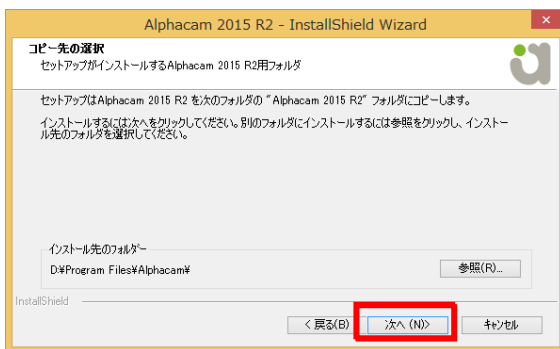 Alphacam 2015 R2 - InstallShield Wizard
コピー先の選択
セットアップがインストールするAlphacam 2015 R2用フォルダ
セットアップはAlphacam 2015 R2 を次のフォルダの "Alphacam 2015 R2" フォルダにコピーします。
インストールするには次へをクリックしてください。別のフォルダにインストールするには参照をクリックし、インストー
ル先のフォルダを選択してください。
インストール先のフォルダー
D:¥Program Files¥Alphacam¥
参照(R)...
InstallShield
< 戻る(B)
次へ (N)>
キャンセル